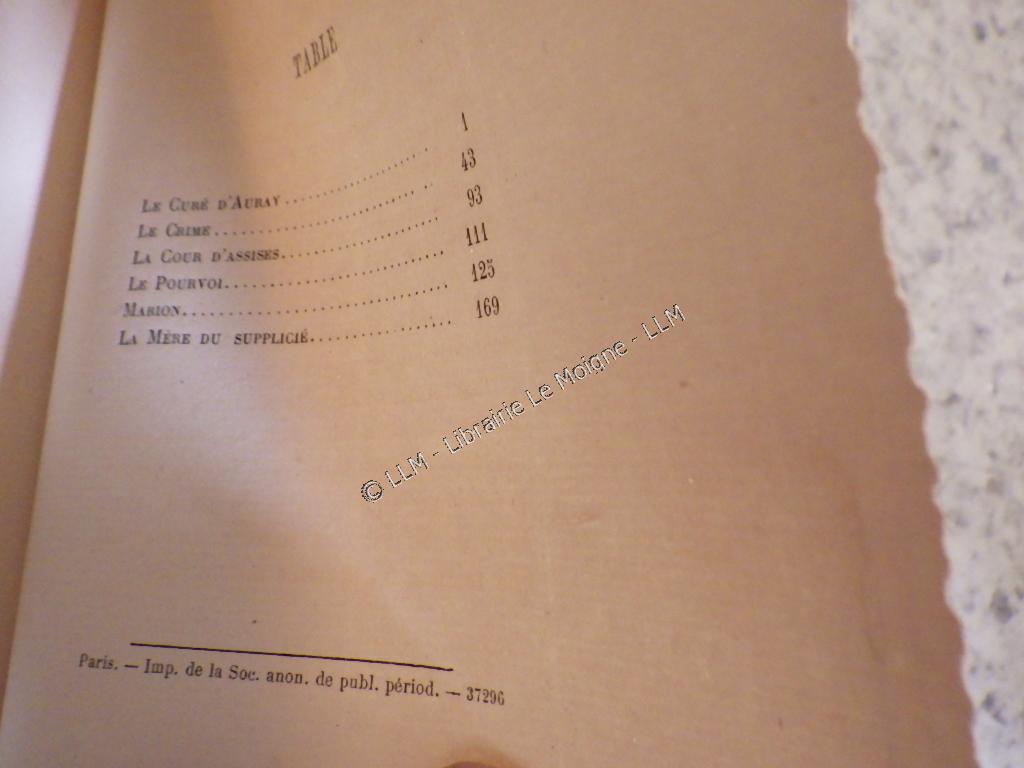 TABLE
LE CURÉ D'AURAY........................ 1
LE CRIME........................ 43
LA COUR D'ASSISES........................ 93
LE POURVOI........................ 111
MARION........................ 125
LA MÈRE DU SUPPLICIÉ........................ 169
© LLM - Librairie Le Moigne - LLM
Paris. — Imp. de la Soc. anon. de publ. périod. — 37296